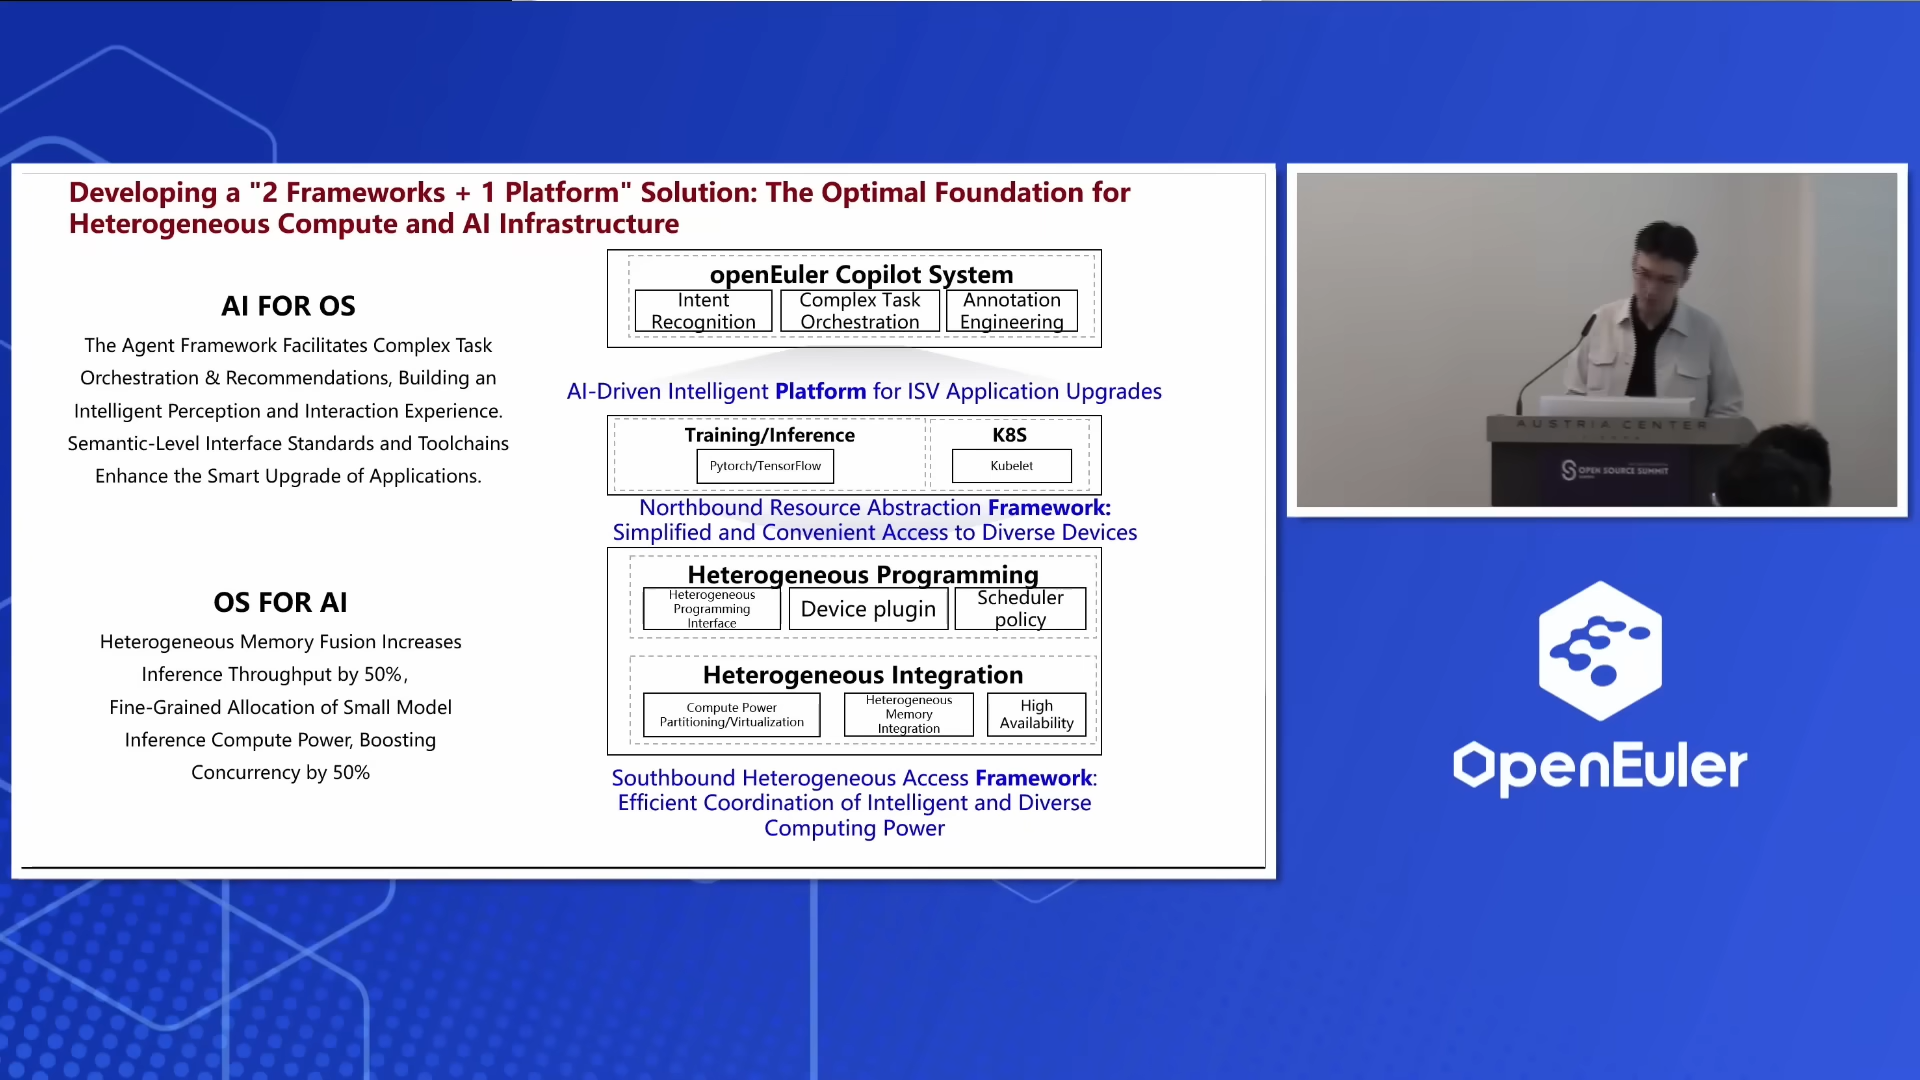 Developing a "2 Frameworks + 1 Platform" Solution: The Optimal Foundation for
Heterogeneous Compute and AI Infrastructure
AI FOR OS
The Agent Framework Facilitates Complex Task
Orchestration & Recommendations, Building an
Intelligent Perception and Interaction Experience.
Semantic-Level Interface Standards and Toolchains
Enhance the Smart Upgrade of Applications.
OS FOR AI
Heterogeneous Memory Fusion Increases
Inference Throughput by 50%,
Fine-Grained Allocation of Small Model
Inference Compute Power, Boosting
Concurrency by 50%
openEuler Copilot System
Intent
Recognition
Complex Task
Orchestration
Annotation
Engineering
AI-Driven Intelligent Platform for ISV Application Upgrades
Training/Inference
Pytorch/TensorFlow
K8S
Kubelet
Northbound Resource Abstraction Framework:
Simplified and Convenient Access to Diverse Devices
Heterogeneous Programming
Heterogeneous
Programming
Interface
Device plugin
Scheduler
policy
Heterogeneous Integration
Compute Power
Partitioning/Virtualization
Heterogeneous
Memory
Integration
High
Availability
Southbound Heterogeneous Access Framework:
Efficient Coordination of Intelligent and Diverse
Computing Power
AUSTRIA CENTER
OPEN SOURCE SUMMIT
OpenEuler